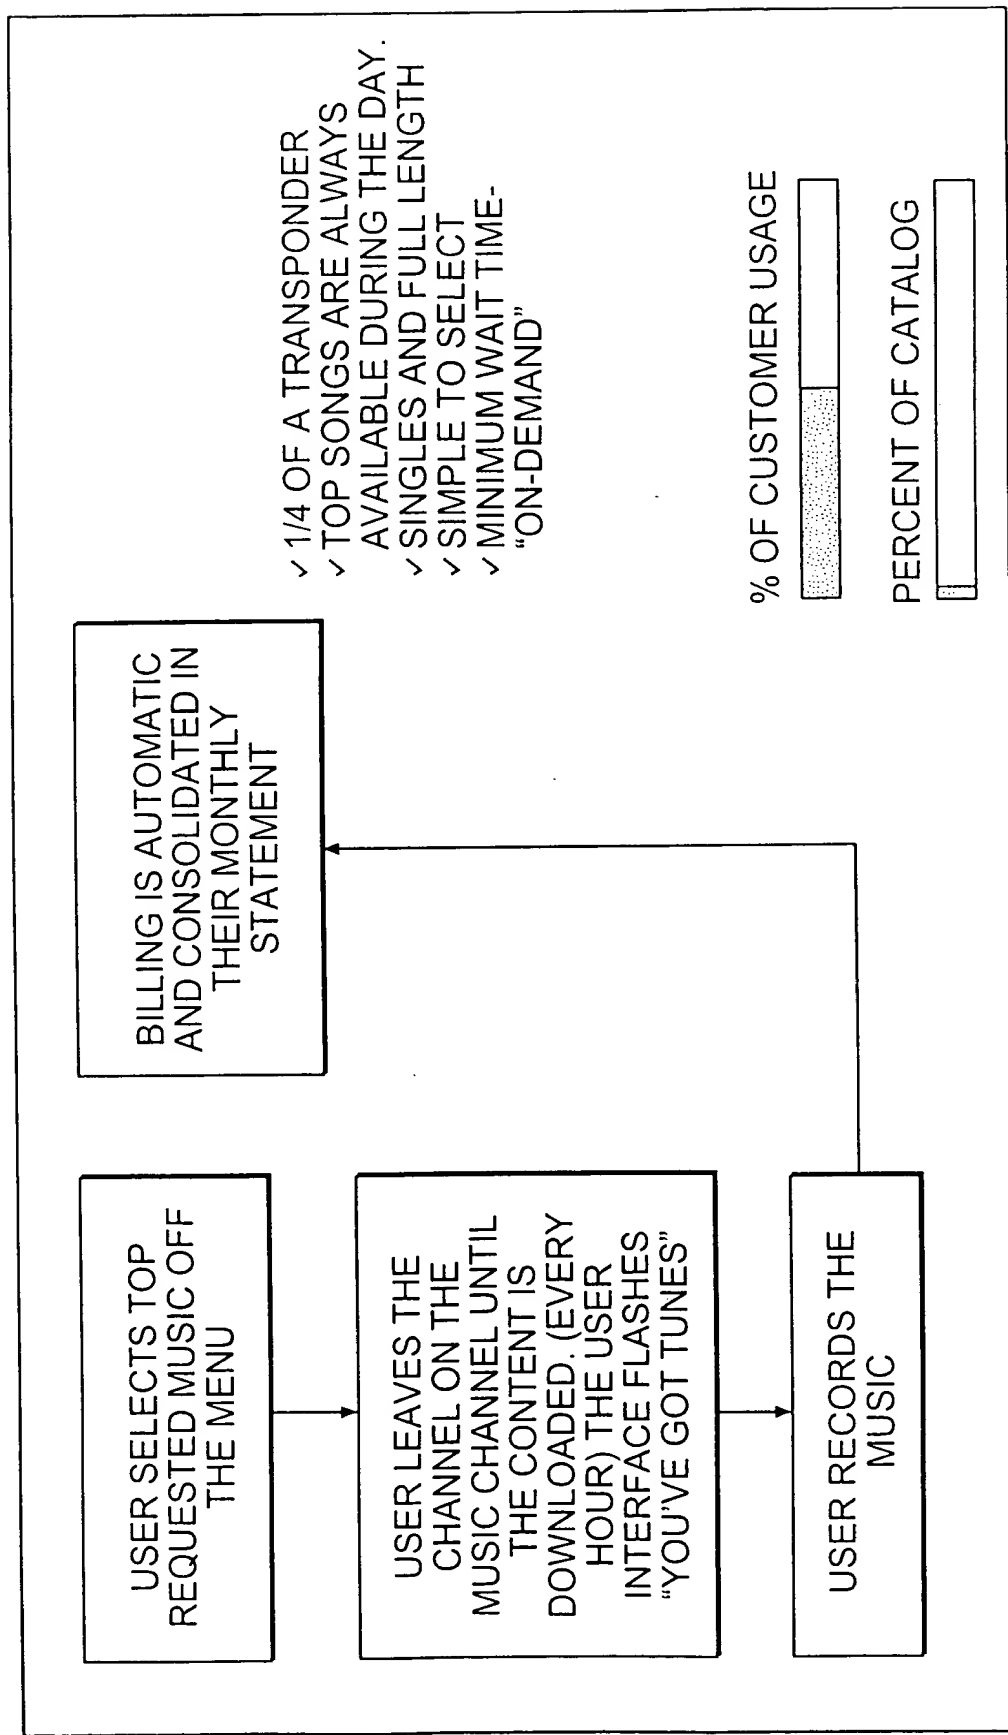 USER SELECTS TOP
REQUESTED MUSIC OFF
THE MENU
USER LEAVES THE
CHANNEL ON THE
MUSIC CHANNEL UNTIL
THE CONTENT IS
DOWNLOADED. (EVERY
HOUR) THE USER
INTERFACE FLASHES
“YOU’VE GOT TUNES”
USER RECORDS THE
MUSIC
BILLING IS AUTOMATIC
AND CONSOLIDATED IN
THEIR MONTHLY
STATEMENT
✓ 1/4 OF A TRANSPONDER
✓ TOP SONGS ARE ALWAYS
AVAILABLE DURING THE DAY.
✓ SINGLES AND FULL LENGTH
✓ SIMPLE TO SELECT
✓ MINIMUM WAIT TIME-
“ON-DEMAND”
% OF CUSTOMER USAGE
PERCENT OF CATALOG